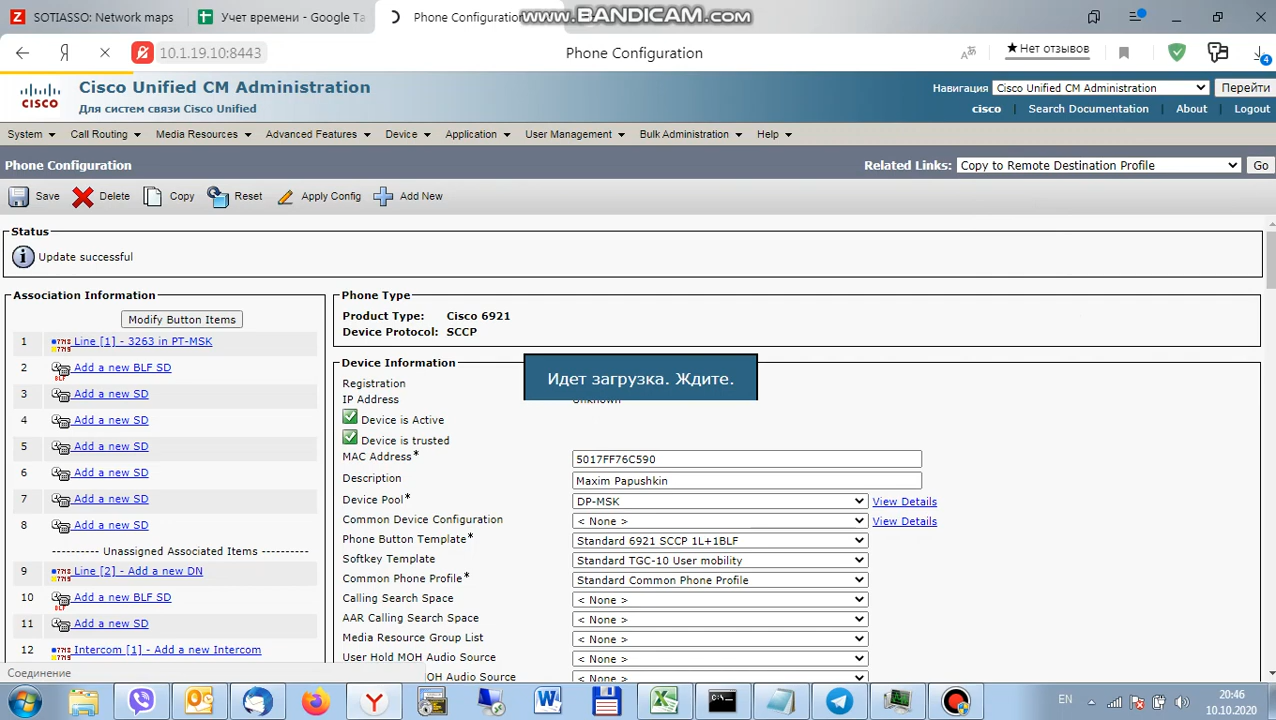 SOTIASSO: Network maps
Учет времени - Google Та
Phone Configuration
www.BANDICAM.com
10.1.19.10:8443
Phone Configuration
Нет отзывов
4
CISCO
Cisco Unified CM Administration
Для систем связи Cisco Unified
Навигация
Cisco Unified CM Administration
Перейти
cisco
Search Documentation
About
Logout
System
Call Routing
Media Resources
Advanced Features
Device
Application
User Management
Bulk Administration
Help
Phone Configuration
Related Links:
Copy to Remote Destination Profile
Go
Save
Delete
Copy
Reset
Apply Config
Add New
Status
Update successful
Association Information
Modify Button Items
1 Line [1] - 3263 in PT-MSK
2 Add a new BLF SD
3 Add a new SD
4 Add a new SD
5 Add a new SD
6 Add a new SD
7 Add a new SD
8 Add a new SD
---------- Unassigned Associated Items ----------
9 Line [2] - Add a new DN
10 Add a new BLF SD
11 Add a new SD
12 Intercom [1] - Add a new Intercom
Phone Type
Product Type: Cisco 6921
Device Protocol: SCCP
Device Information
Идет загрузка. Ждите.
Registration
IP Address Unknown
Device is Active
Device is trusted
MAC Address* 5017FF76C590
Description Maxim Papushkin
Device Pool* DP-MSK View Details
Common Device Configuration < None > View Details
Phone Button Template* Standard 6921 SCCP 1L+1BLF
Softkey Template Standard TGC-10 User mobility
Common Phone Profile* Standard Common Phone Profile
Calling Search Space < None >
AAR Calling Search Space < None >
Media Resource Group List < None >
User Hold MOH Audio Source < None >
OH Audio Source < None >
Соединение
EN
20:46
10.10.2020